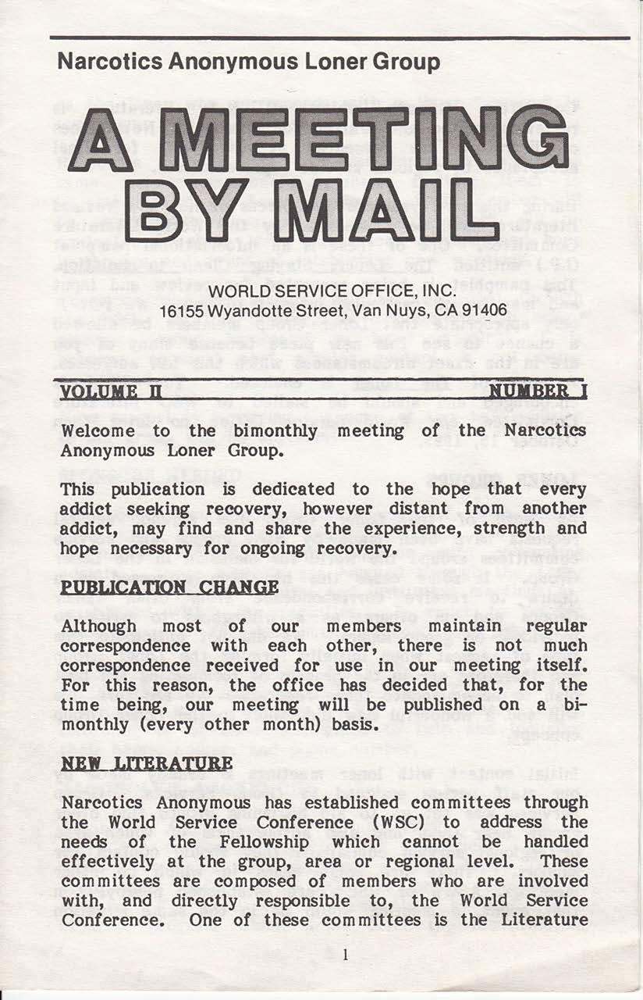 Narcotics Anonymous Loner Group
A MEETING
BY MAIL
WORLD SERVICE OFFICE, INC.
16155 Wyandotte Street, Van Nuys, CA 91406
VOLUME II NUMBER I
Welcome to the bimonthly meeting of the Narcotics
Anonymous Loner Group.
This publication is dedicated to the hope that every
addict seeking recovery, however distant from another
addict, may find and share the experience, strength and
hope necessary for ongoing recovery.
PUBLICATION CHANGE
Although most of our members maintain regular
correspondence with each other, there is not much
correspondence received for use in our meeting itself.
For this reason, the office has decided that, for the
time being, our meeting will be published on a bi-
monthly (every other month) basis.
NEW LITERATURE
Narcotics Anonymous has established committees through
the World Service Conference (WSC) to address the
needs of the Fellowship which cannot be handled
effectively at the group, area or regional level. These
committees are composed of members who are involved
with, and directly responsible to, the World Service
Conference. One of these committees is the Literature
1